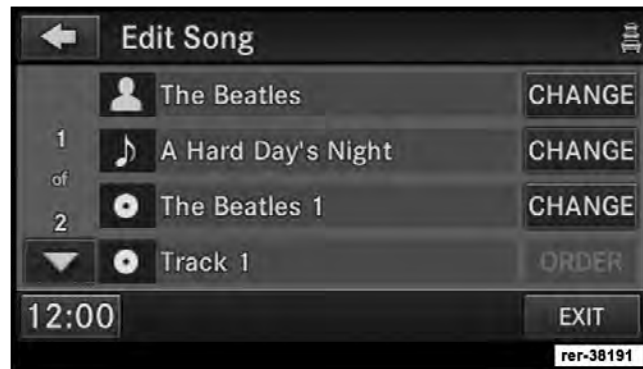 Edit Song
The Beatles CHANGE
1 A Hard Day's Night CHANGE
of
2 The Beatles 1 CHANGE
Track 1 ORDER
12:00 EXIT
rer-38191